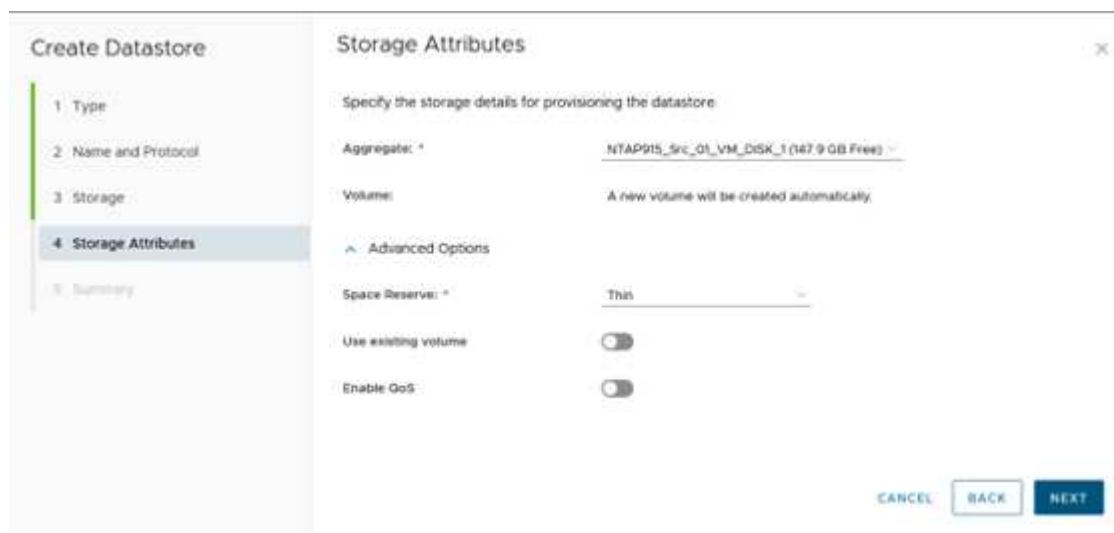 Create Datastore
1 Type
2 Name and Protocol
3 Storage
4 Storage Attributes
5 Summary
Storage Attributes
Specify the storage details for provisioning the datastore.
Aggregate: * NTAP915_Src_01_VM_DISK_1 (147.9 GB Free)
Volume: A new volume will be created automatically.
Advanced Options
Space Reserve: * Thin
Use existing volume
Enable QoS
CANCEL BACK NEXT